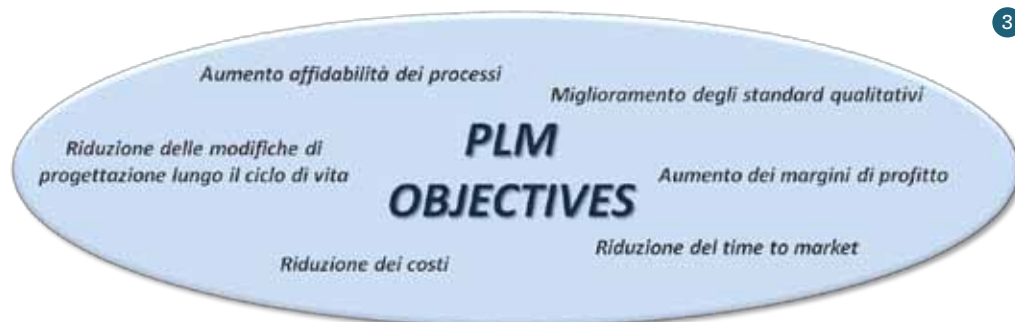 3
Aumento affidabilità dei processi
Miglioramento degli standard qualitativi
Riduzione delle modifiche di
progettazione lungo il ciclo di vita
PLM
OBJECTIVES
Aumento dei margini di profitto
Riduzione dei costi
Riduzione del time to market